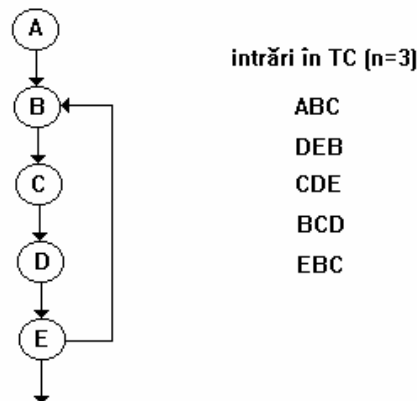 A
B
C
D
E
intrări în TC (n=3)
ABC
DEB
CDE
BCD
EBC